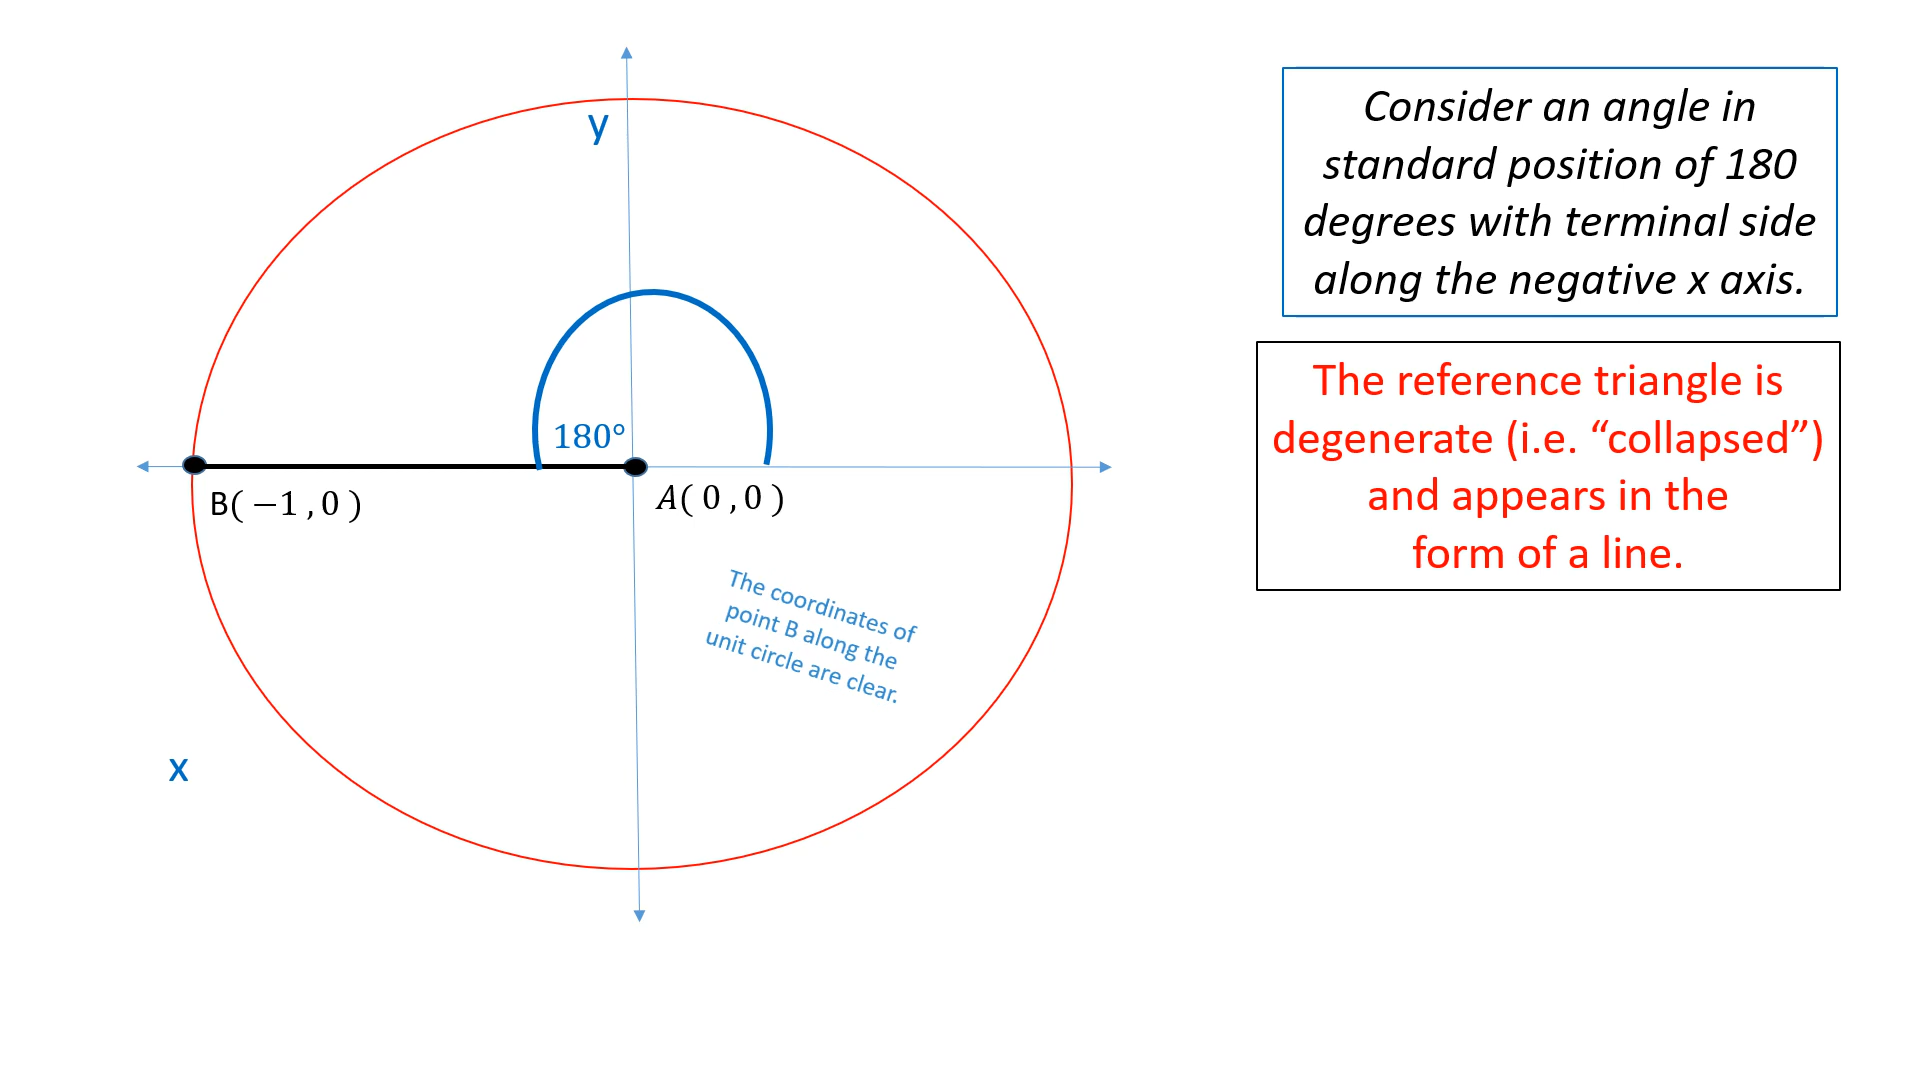 Consider an angle in
standard position of 180
degrees with terminal side
along the negative x axis.
The reference triangle is
degenerate (i.e. “collapsed”)
and appears in the
form of a line.
y
180°
B( −1 , 0 )
A( 0 , 0 )
The coordinates of
point B along the
unit circle are clear.
x